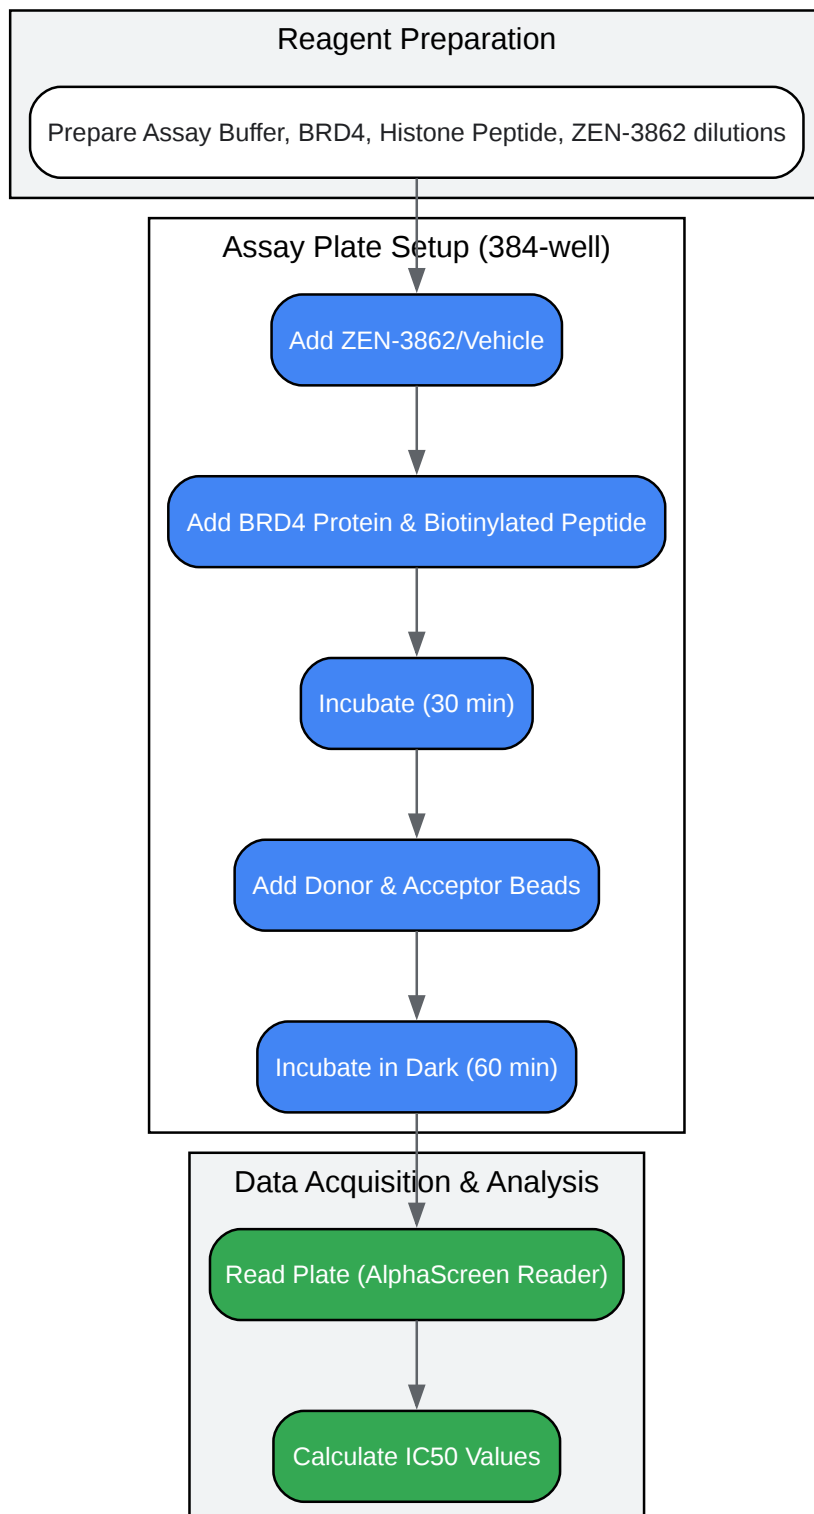 Reagent Preparation
Prepare Assay Buffer, BRD4, Histone Peptide, ZEN-3862 dilutions
Assay Plate Setup (384-well)
Add ZEN-3862/Vehicle
Add BRD4 Protein & Biotinylated Peptide
Incubate (30 min)
Add Donor & Acceptor Beads
Incubate in Dark (60 min)
Data Acquisition & Analysis
Read Plate (AlphaScreen Reader)
Calculate IC50 Values